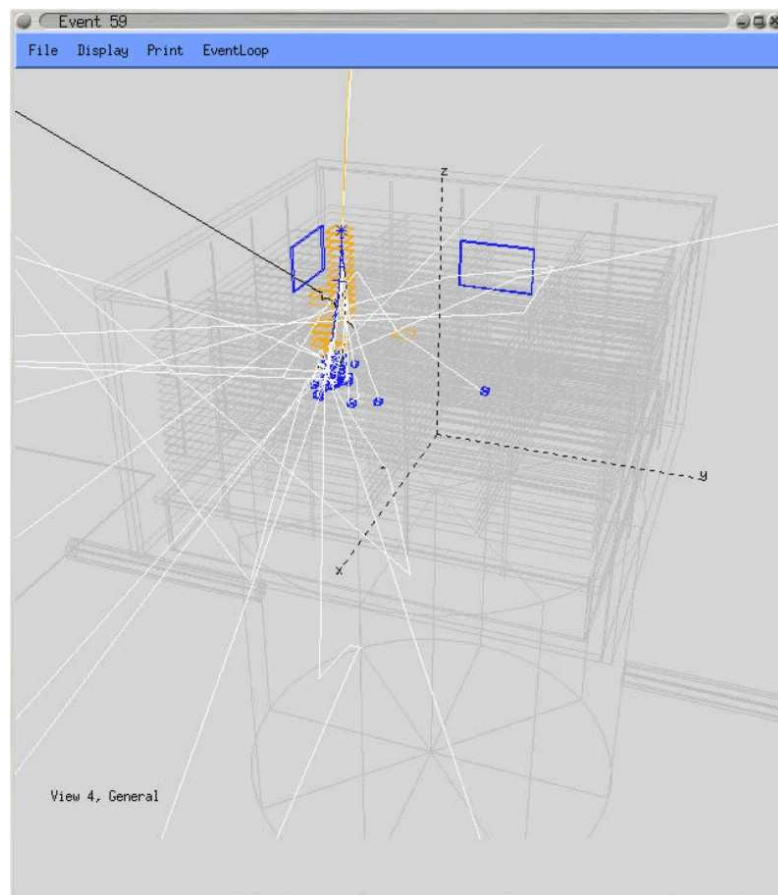 Event 59
File Display Print EventLoop
z
y
x
View 4, General